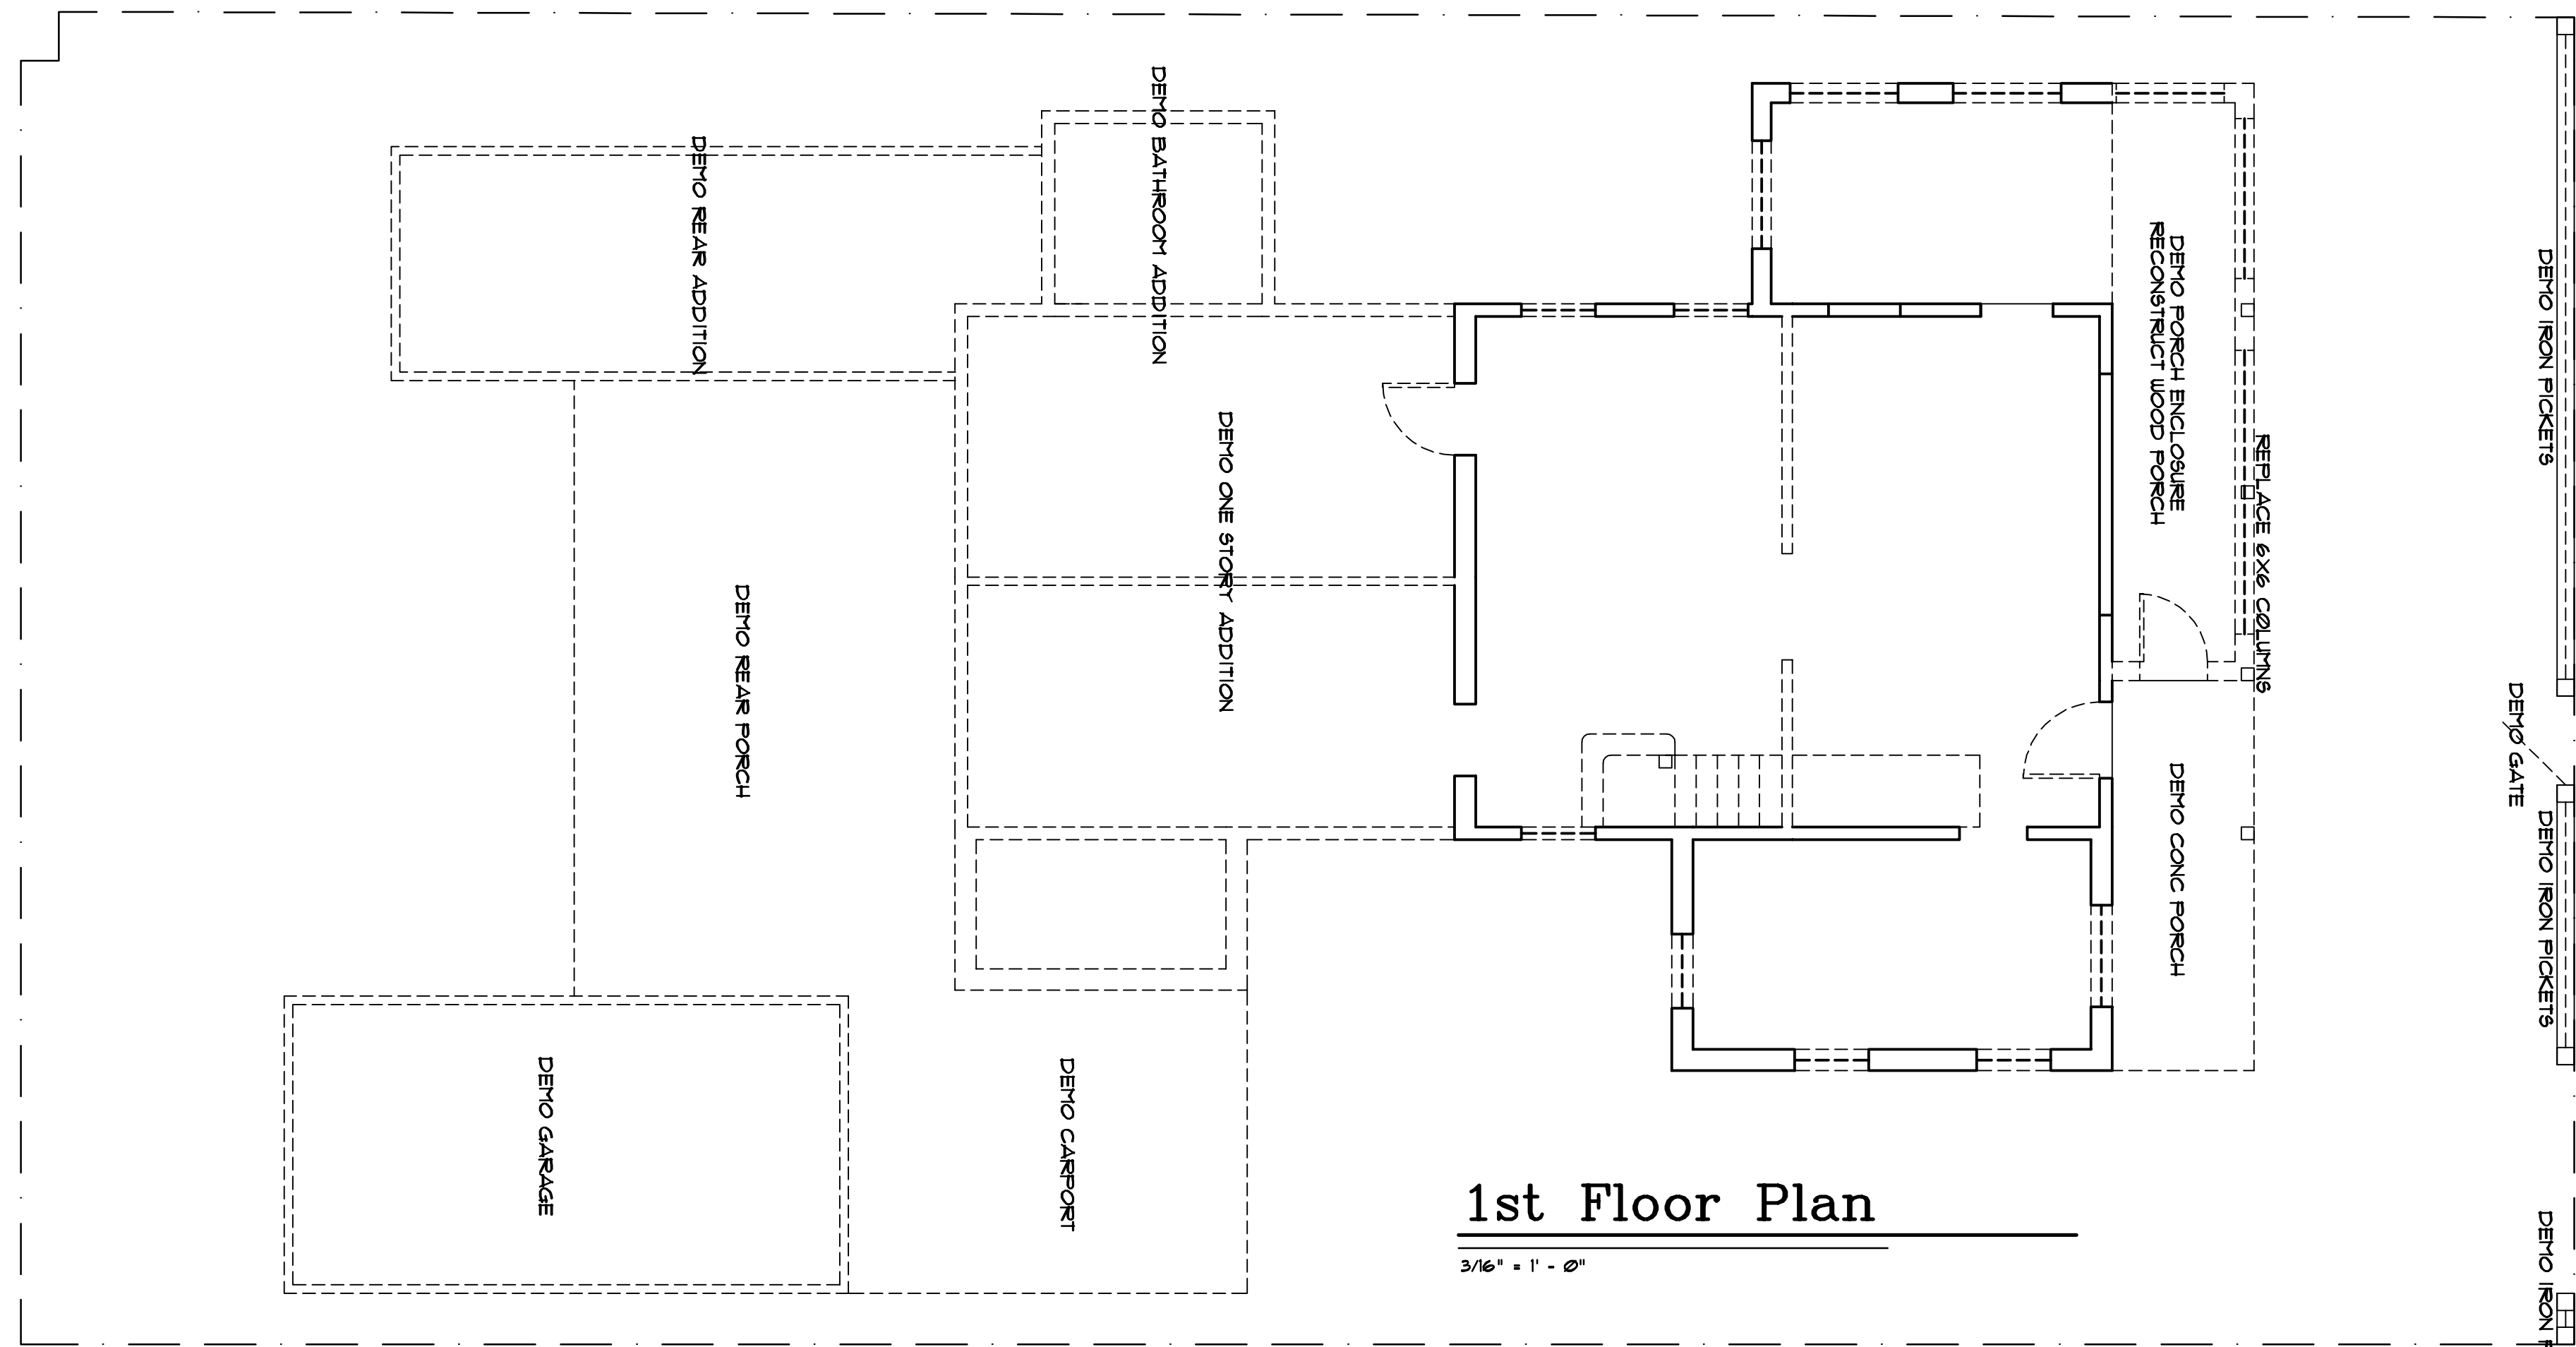 DEMO BATHROOM ADDITION
DEMO REAR ADDITION
DEMO PORCH ENCLOSURE
RECONSTRUCT WOOD PORCH
DEMO IRON PICKETS
DEMO ONE STORY ADDITION
REPLACE 6X6 COLUMNS
DEMO REAR PORCH
DEMO GATE
DEMO CONC PORCH
DEMO IRON PICKETS
DEMO GARAGE
DEMO CARPORT
1st Floor Plan
3/16" = 1' - 0"
DEMO IRON